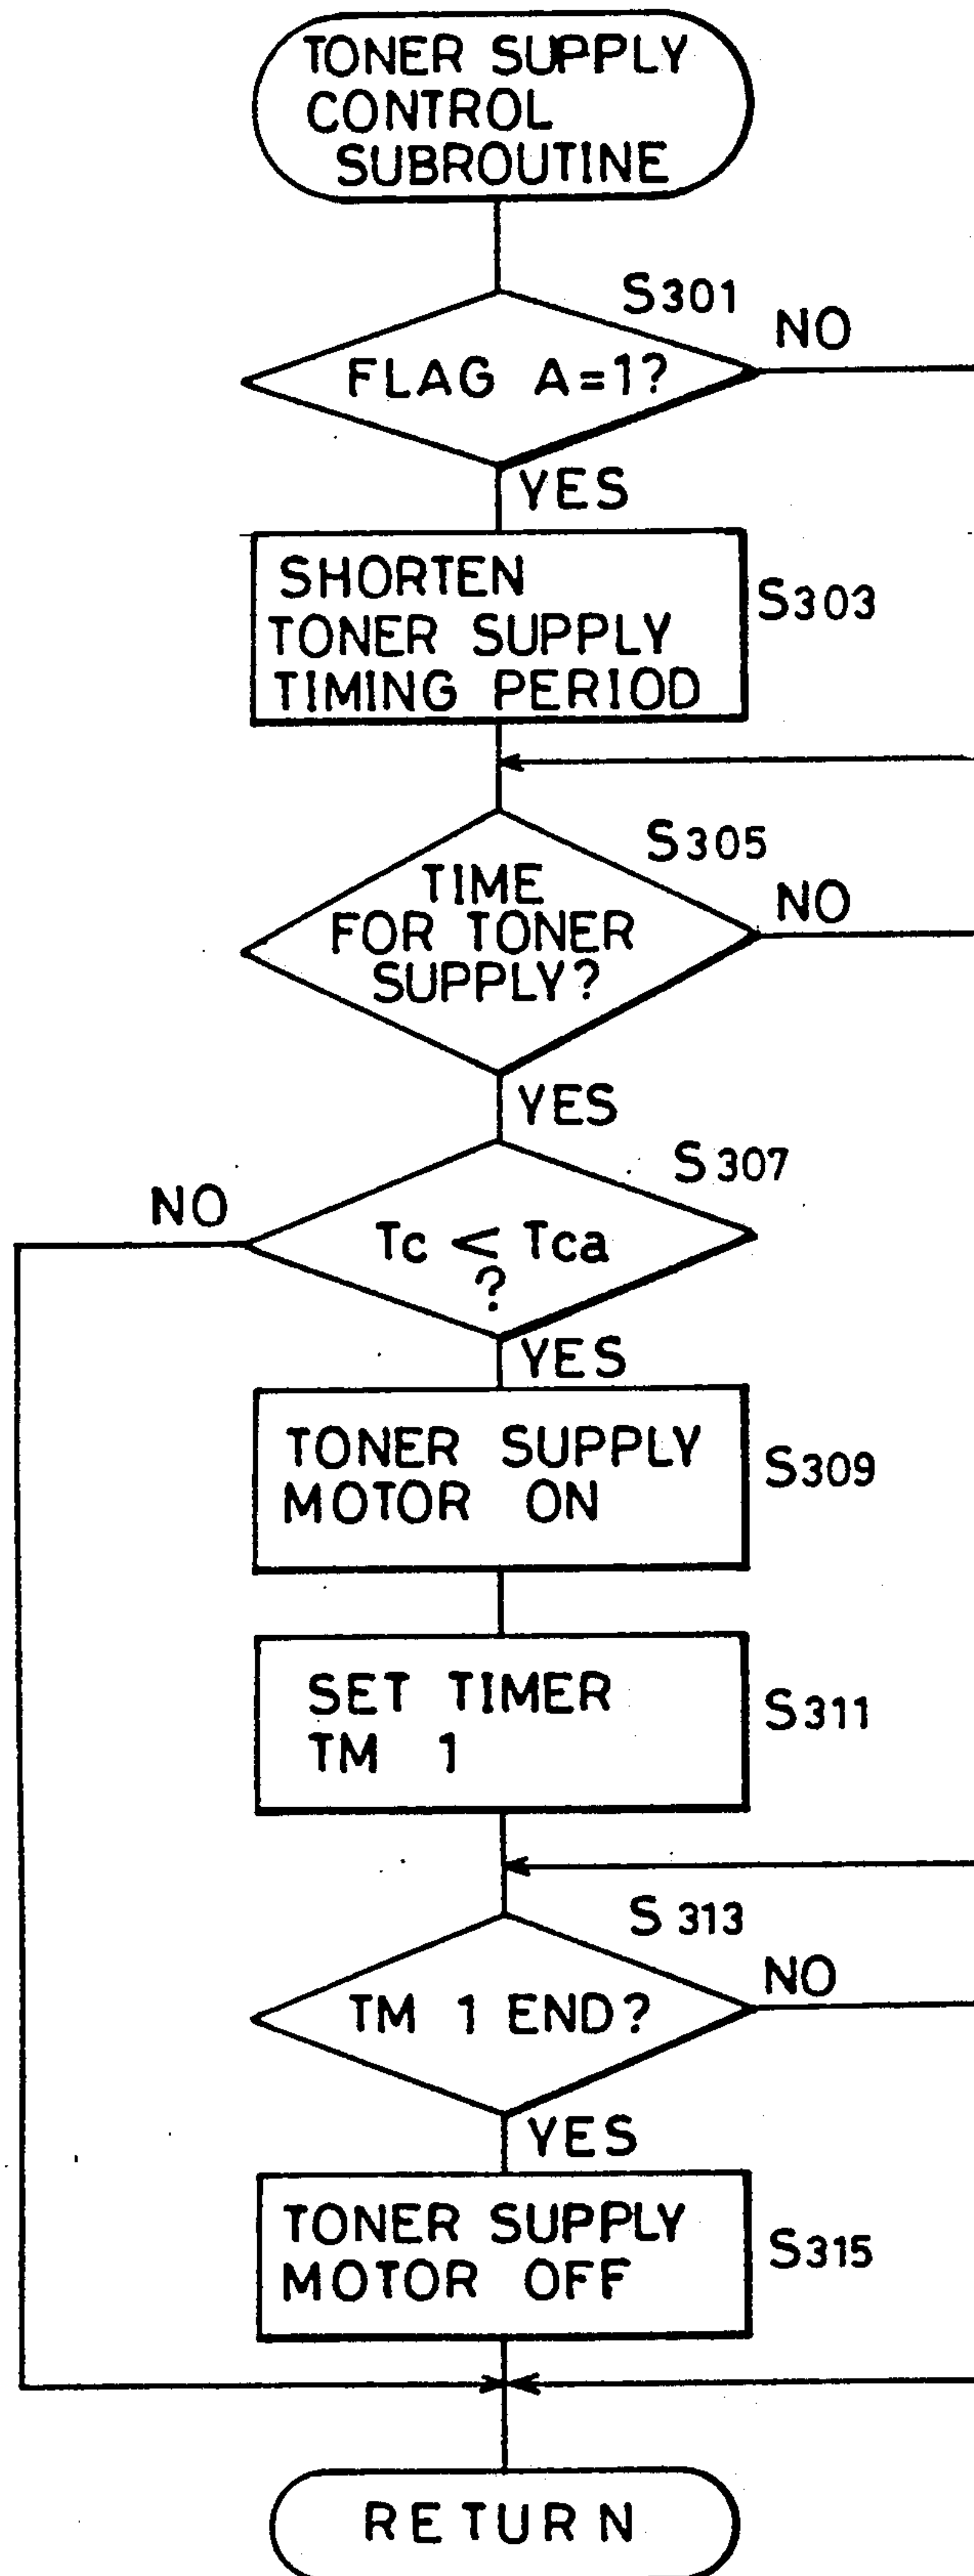 TONER SUPPLY
CONTROL
SUBROUTINE
S301
NO
FLAG A=1?
YES
SHORTEN
TONER SUPPLY
TIMING PERIOD
S303
S305
TIME
FOR TONER
SUPPLY?
NO
YES
S307
NO
Tc < Tca
?
YES
TONER SUPPLY
MOTOR ON
S309
SET TIMER
TM 1
S311
S313
NO
TM 1 END?
YES
TONER SUPPLY
MOTOR OFF
S315
RETURN